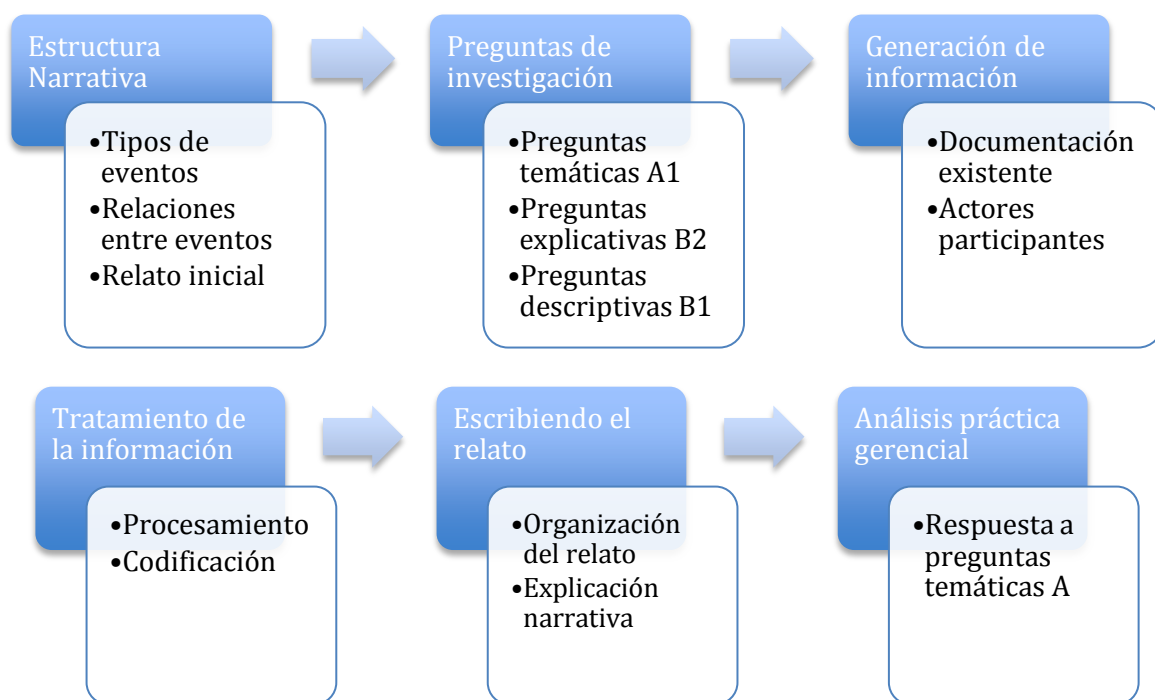 Estructura
Narrativa
•Tipos de
eventos
•Relaciones
entre eventos
•Relato inicial
Preguntas de
investigación
•Preguntas
temáticas A1
•Preguntas
explicativas B2
•Preguntas
descriptivas B1
Generación de
información
•Documentación
existente
•Actores
participantes
Tratamiento de
la información
•Procesamiento
•Codificación
Escribiendo el
relato
•Organización
del relato
•Explicación
narrativa
Análisis práctica
gerencial
•Respuesta a
preguntas
temáticas A